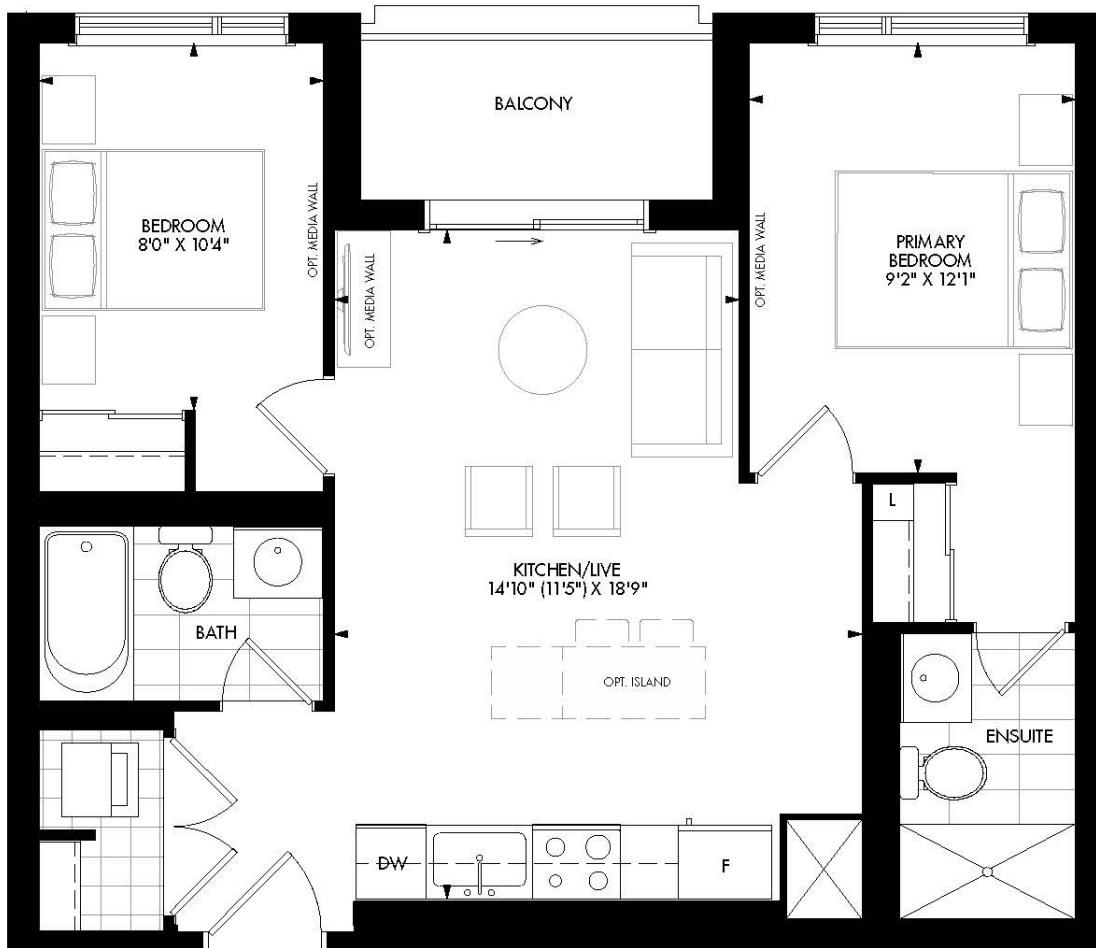 BALCONY
BEDROOM
8'0" X 10'4"
OPT. MEDIA WALL
OPT. MEDIA WALL
OPT. MEDIA WALL
PRIMARY
BEDROOM
9'2" X 12'1"
L
KITCHEN/LIVE
14'10" (11'5") X 18'9"
BATH
OPT. ISLAND
ENSUITE
DW
F